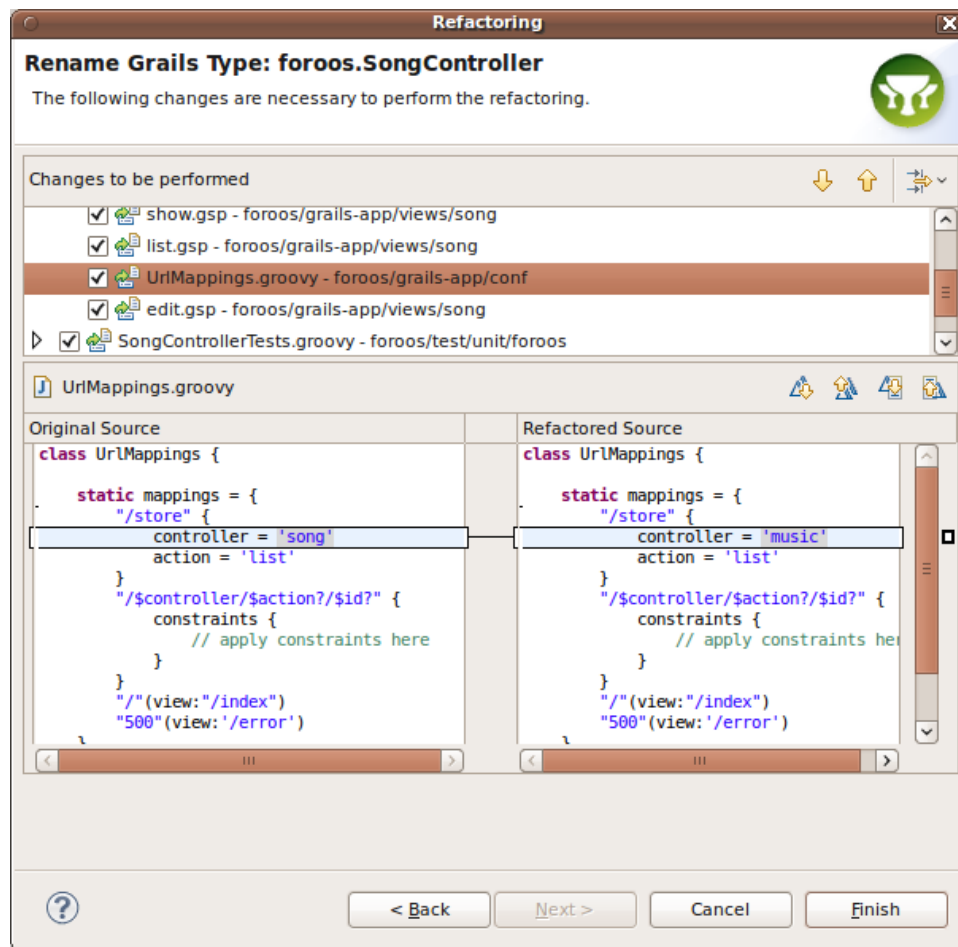 Refactoring
Rename Grails Type: foroos.SongController
The following changes are necessary to perform the refactoring.
Changes to be performed
show.gsp - foroos/grails-app/views/song
list.gsp - foroos/grails-app/views/song
UrlMappings.groovy - foroos/grails-app/conf
edit.gsp - foroos/grails-app/views/song
SongControllerTests.groovy - foroos/test/unit/foroos
UrlMappings.groovy
Original Source
class UrlMappings {
static mappings = {
"/store" {
controller = 'song'
action = 'list'
}
"/$controller/$action?/$id?" {
constraints {
// apply constraints here
}
}
"/"(view:"/index")
"500"(view:'/error')
}
Refactored Source
class UrlMappings {
static mappings = {
"/store" {
controller = 'music'
action = 'list'
}
"/$controller/$action?/$id?" {
constraints {
// apply constraints her
}
}
"/"(view:"/index")
"500"(view:'/error')
}
< Back
Next >
Cancel
Finish